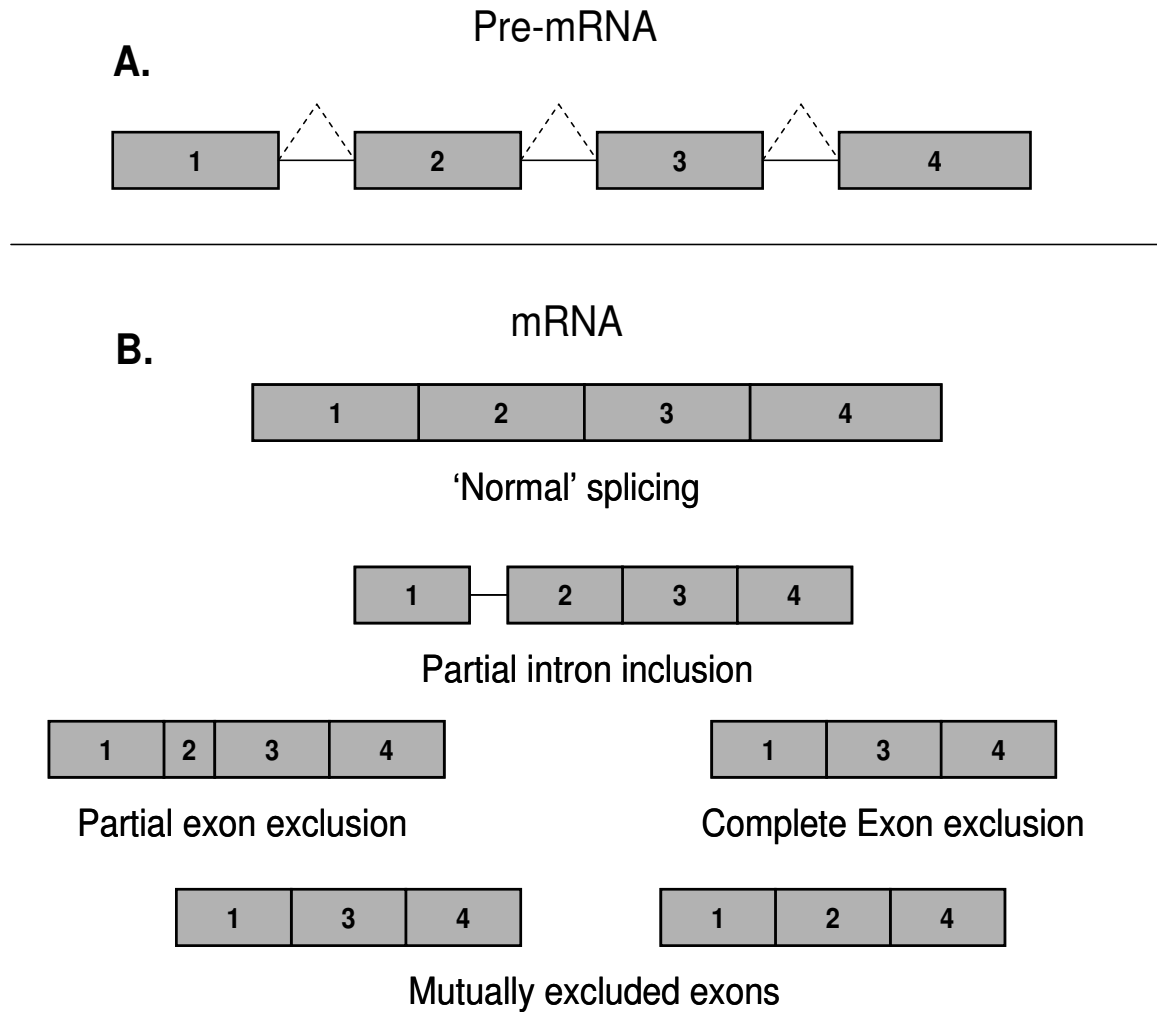 Pre-mRNA
A.
1 2 3 4
mRNA
B.
1 2 3 4
‘Normal’ splicing
1 2 3 4
Partial intron inclusion
1 2 3 4
Partial exon exclusion
1 3 4
Complete Exon exclusion
1 3 4
1 2 4
Mutually excluded exons